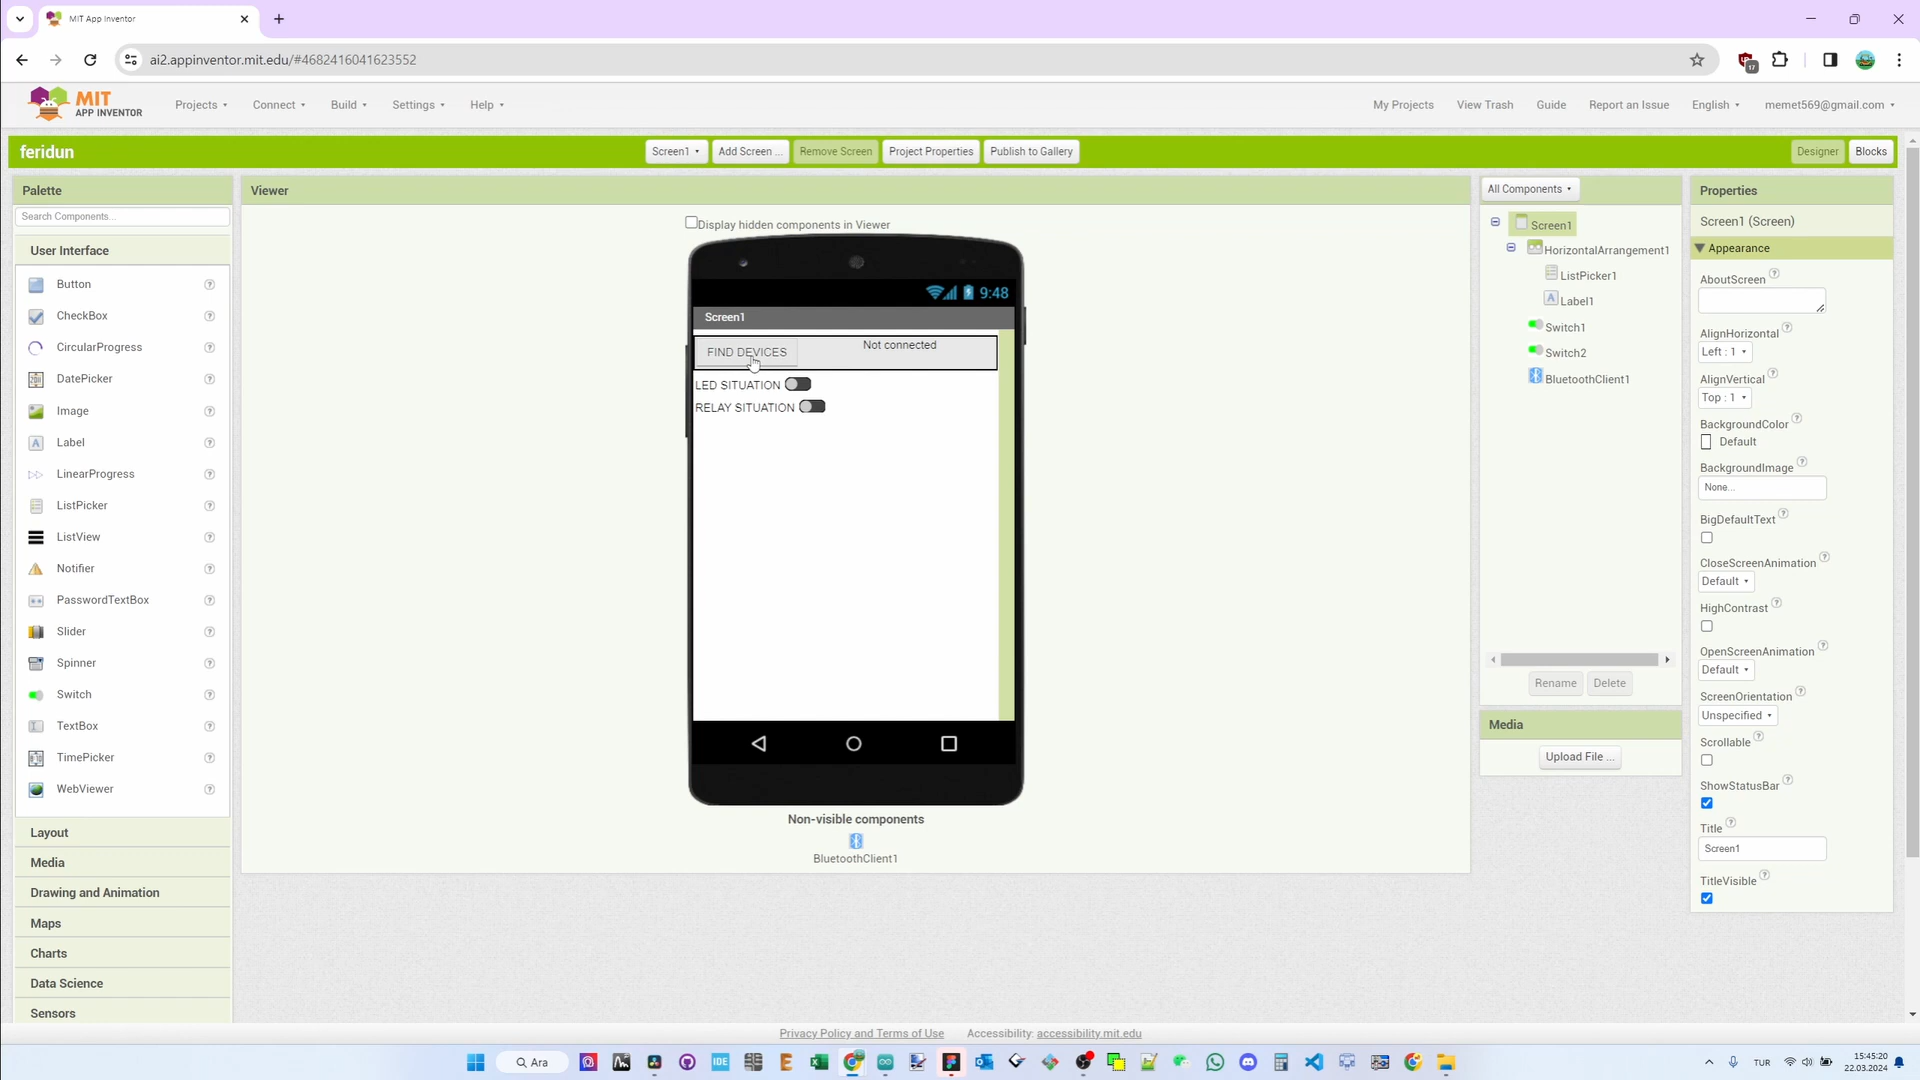 MIT App Inventor
ai2.appinventor.mit.edu/#4682416041623552
17
MIT
APP INVENTOR
Projects
Connect
Build
Settings
Help
My Projects
View Trash
Guide
Report an Issue
English
memet569@gmail.com
feridun
Screen1
Add Screen ...
Remove Screen
Project Properties
Publish to Gallery
Designer
Blocks
Palette
Search Components...
User Interface
Button
CheckBox
CircularProgress
DatePicker
Image
Label
LinearProgress
ListPicker
ListView
Notifier
PasswordTextBox
Slider
Spinner
Switch
TextBox
TimePicker
WebViewer
Layout
Media
Drawing and Animation
Maps
Charts
Data Science
Sensors
Viewer
Display hidden components in Viewer
9:48
Screen1
FIND DEVICES
Not connected
LED SITUATION
RELAY SITUATION
Non-visible components
BluetoothClient1
All Components
Screen1
HorizontalArrangement1
ListPicker1
Label1
Switch1
Switch2
BluetoothClient1
Rename
Delete
Media
Upload File ...
Properties
Screen1 (Screen)
Appearance
AboutScreen
AlignHorizontal
Left : 1
AlignVertical
Top : 1
BackgroundColor
Default
BackgroundImage
None...
BigDefaultText
CloseScreenAnimation
Default
HighContrast
OpenScreenAnimation
Default
ScreenOrientation
Unspecified
Scrollable
ShowStatusBar
Title
Screen1
TitleVisible
Privacy Policy and Terms of Use
Accessibility: accessibility.mit.edu
Ara
IDE
TUR
15:45:20
22.03.2024